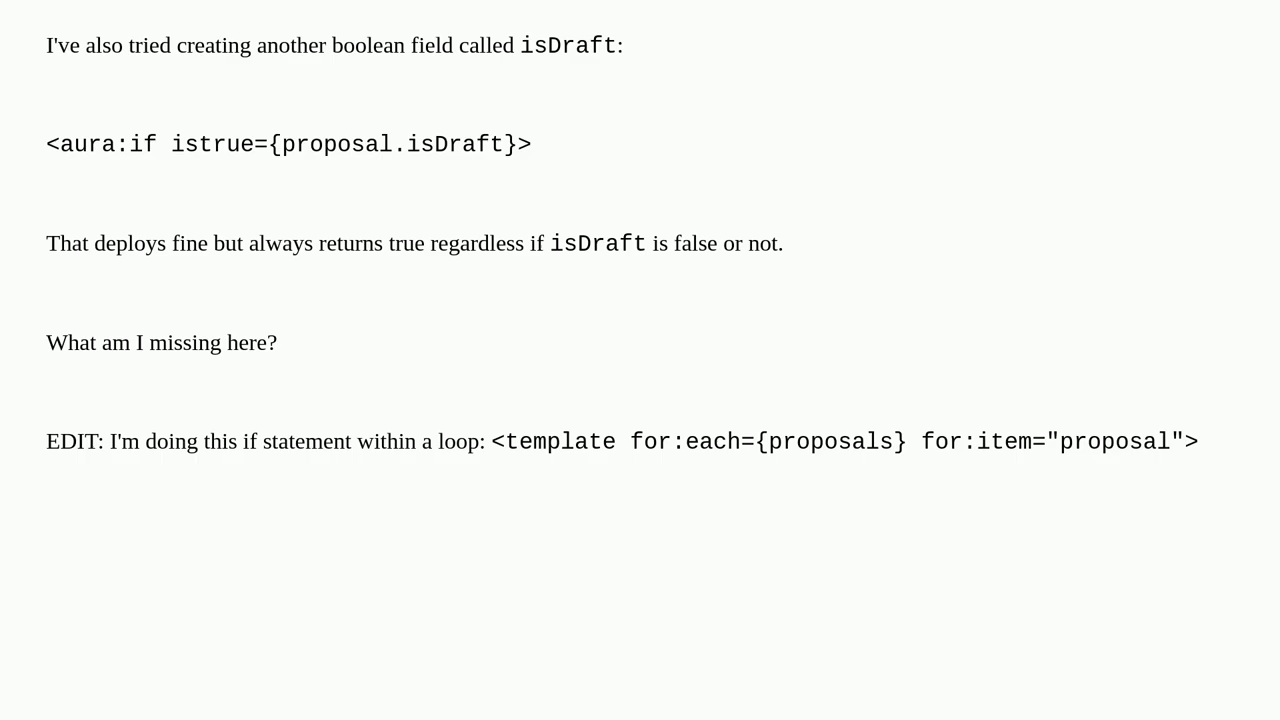 I've also tried creating another boolean field called isDraft:
<aura:if istrue={proposal.isDraft}>
That deploys fine but always returns true regardless if isDraft is false or not.
What am I missing here?
EDIT: I'm doing this if statement within a loop: <template for:each={proposals} for:item="proposal">